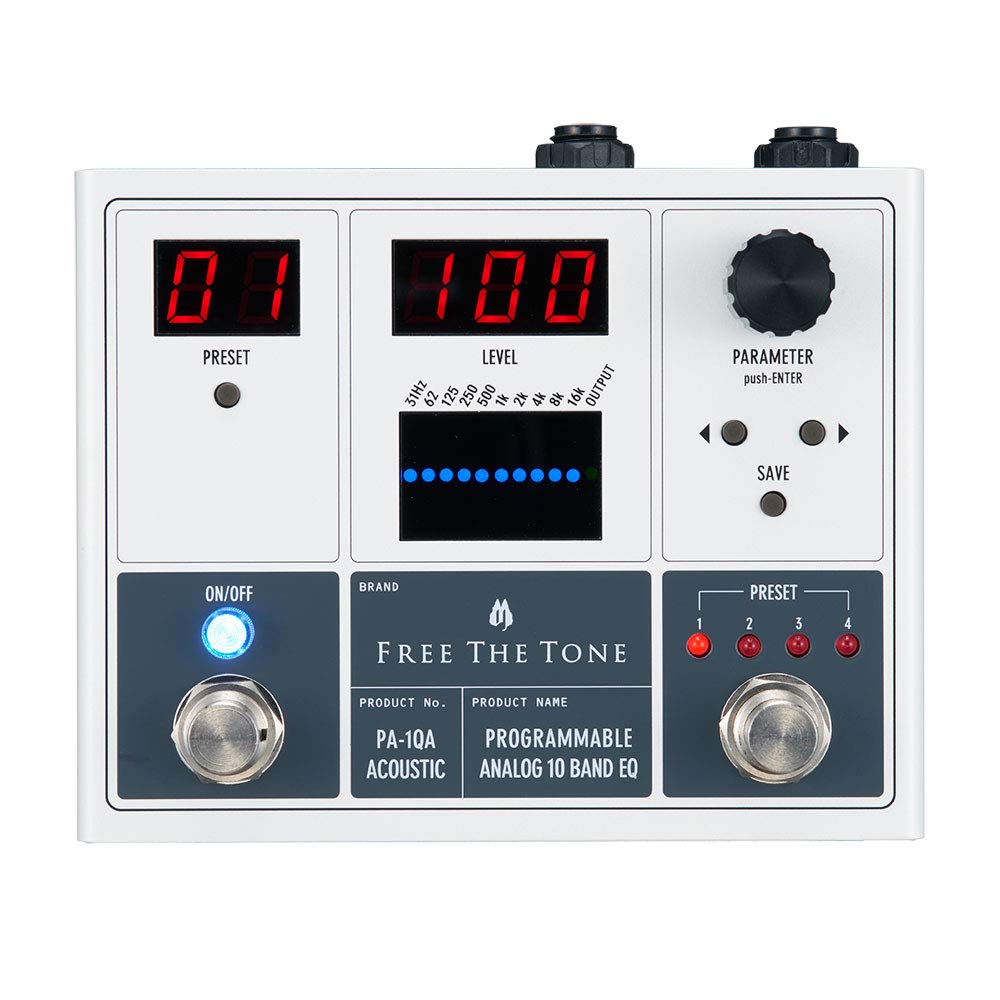 01
PRESET
100
LEVEL
31Hz
62
125
250
500
1k
2k
4k
8k
16k
OUTPUT
PARAMETER
push-ENTER
SAVE
ON/OFF
BRAND
FREE THE TONE
PRODUCT No.
PA-1QA
ACOUSTIC
PRODUCT NAME
PROGRAMMABLE
ANALOG 10 BAND EQ
PRESET
1 2 3 4